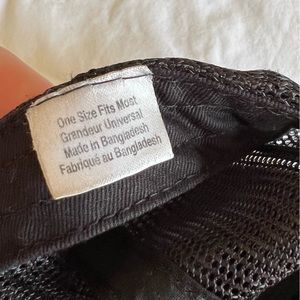 One Size Fits Most
Grandeur Universal
Made in Bangladesh
Fabriqué au Bangladesh